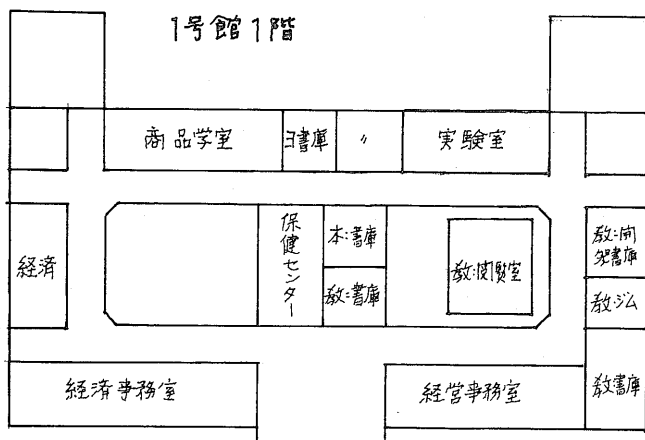 1号館1階
商品学室
ヨ書庫
〃
実験室
経済
保健センター
本:書庫
教:書庫
教:閲覧室
教:開
架書庫
教:ジム
経済事務室
経営事務室
教書庫